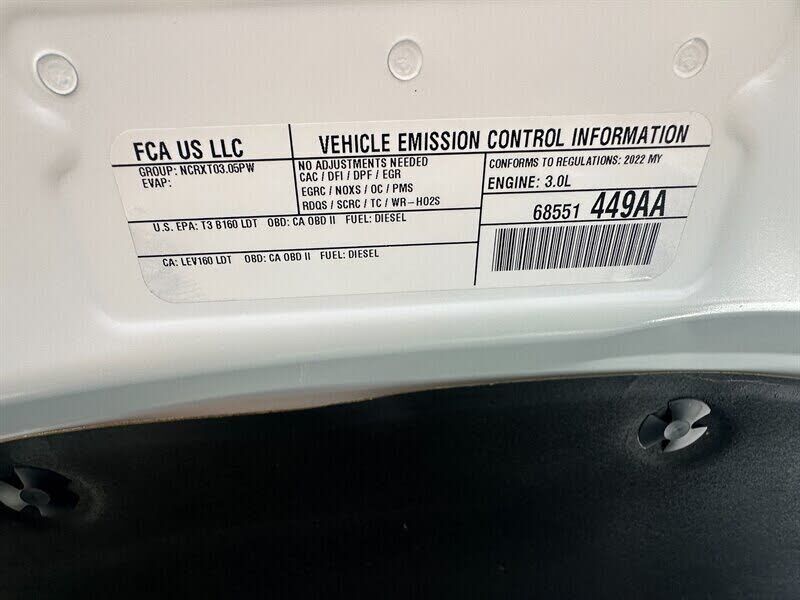 FCA US LLC
GROUP: NCRXT03.05PW
EVAP:
VEHICLE EMISSION CONTROL INFORMATION
NO ADJUSTMENTS NEEDED
CAC / DFI / DPF / EGR
EGRC / NOXS / OC / PMS
RDQS / SCRC / TC / WR-HO2S
CONFORMS TO REGULATIONS: 2022 MY
ENGINE: 3.0L
68551 449AA
U.S. EPA: T3 B160 LDT OBD: CA OBD II FUEL: DIESEL
CA: LEV160 LDT OBD: CA OBD II FUEL: DIESEL